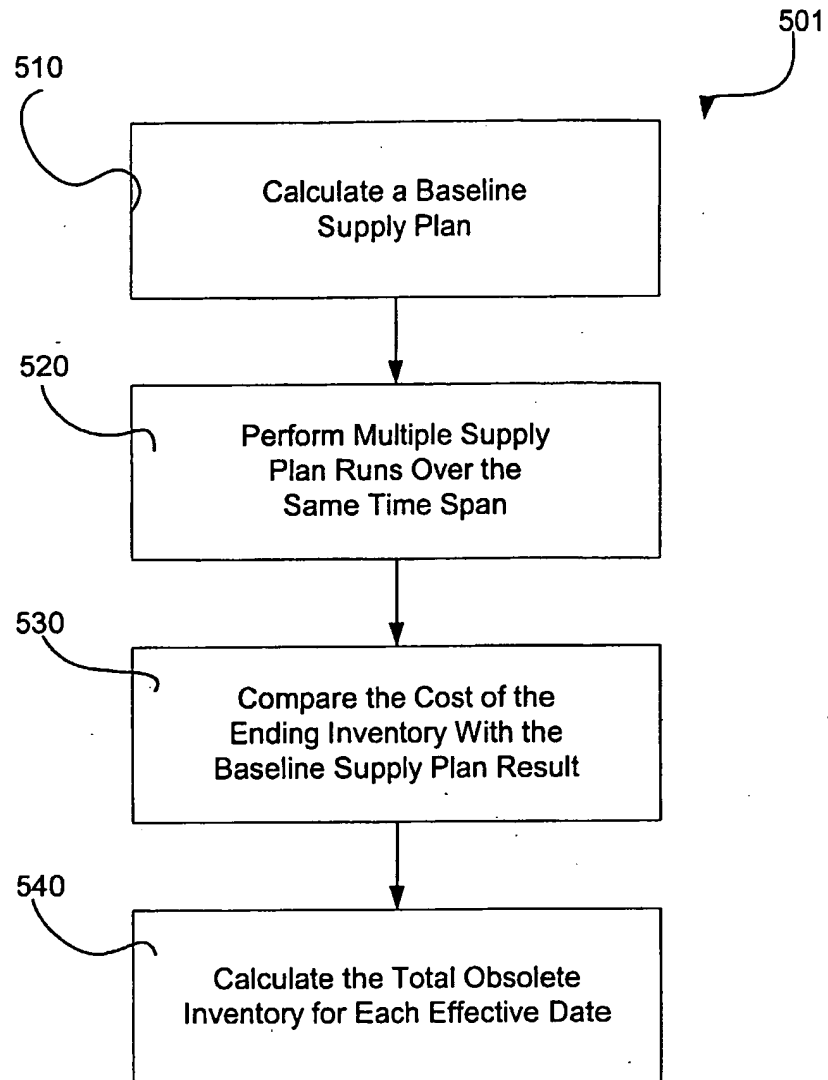 501
510
Calculate a Baseline
Supply Plan
520
Perform Multiple Supply
Plan Runs Over the
Same Time Span
530
Compare the Cost of the
Ending Inventory With the
Baseline Supply Plan Result
540
Calculate the Total Obsolete
Inventory for Each Effective Date